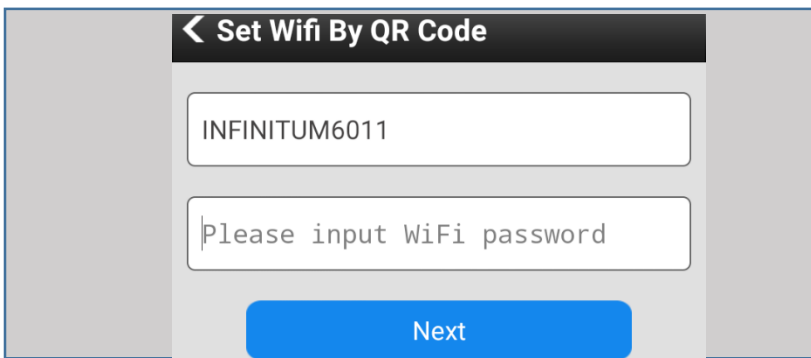 Set Wifi By QR Code
INFINITUM6011
Please input WiFi password
Next